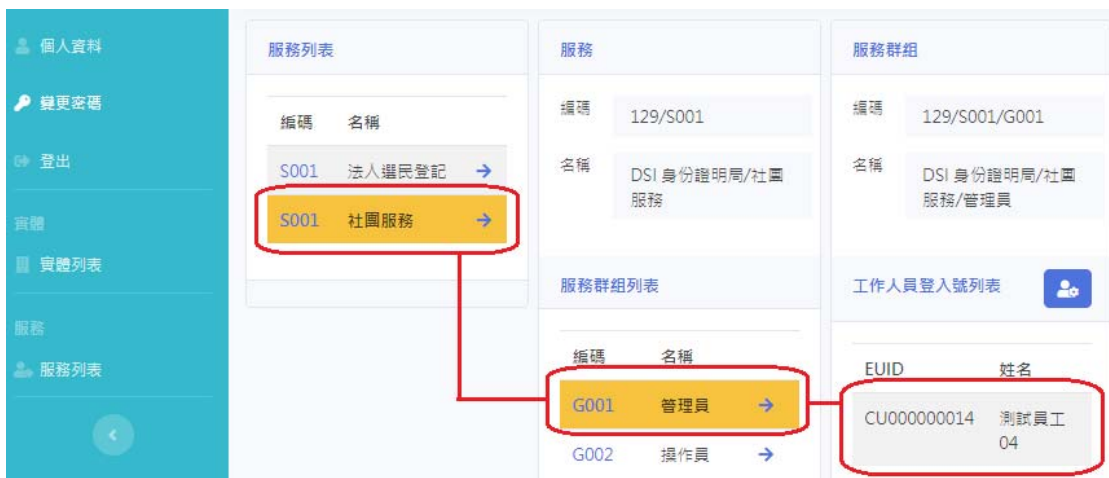 個人資料
變更密碼
登出
實體
實體列表
服務
服務列表
服務列表
編碼 名稱
S001 法人選民登記
S001 社團服務
服務
編碼 129/S001
名稱 DSI 身份證明局/社團
服務
服務群組列表
編碼 名稱
G001 管理員
G002 操作員
服務群組
編碼 129/S001/G001
名稱 DSI 身份證明局/社團
服務/管理員
工作人員登入號列表
EUID 姓名
CU000000014 測試員工
04